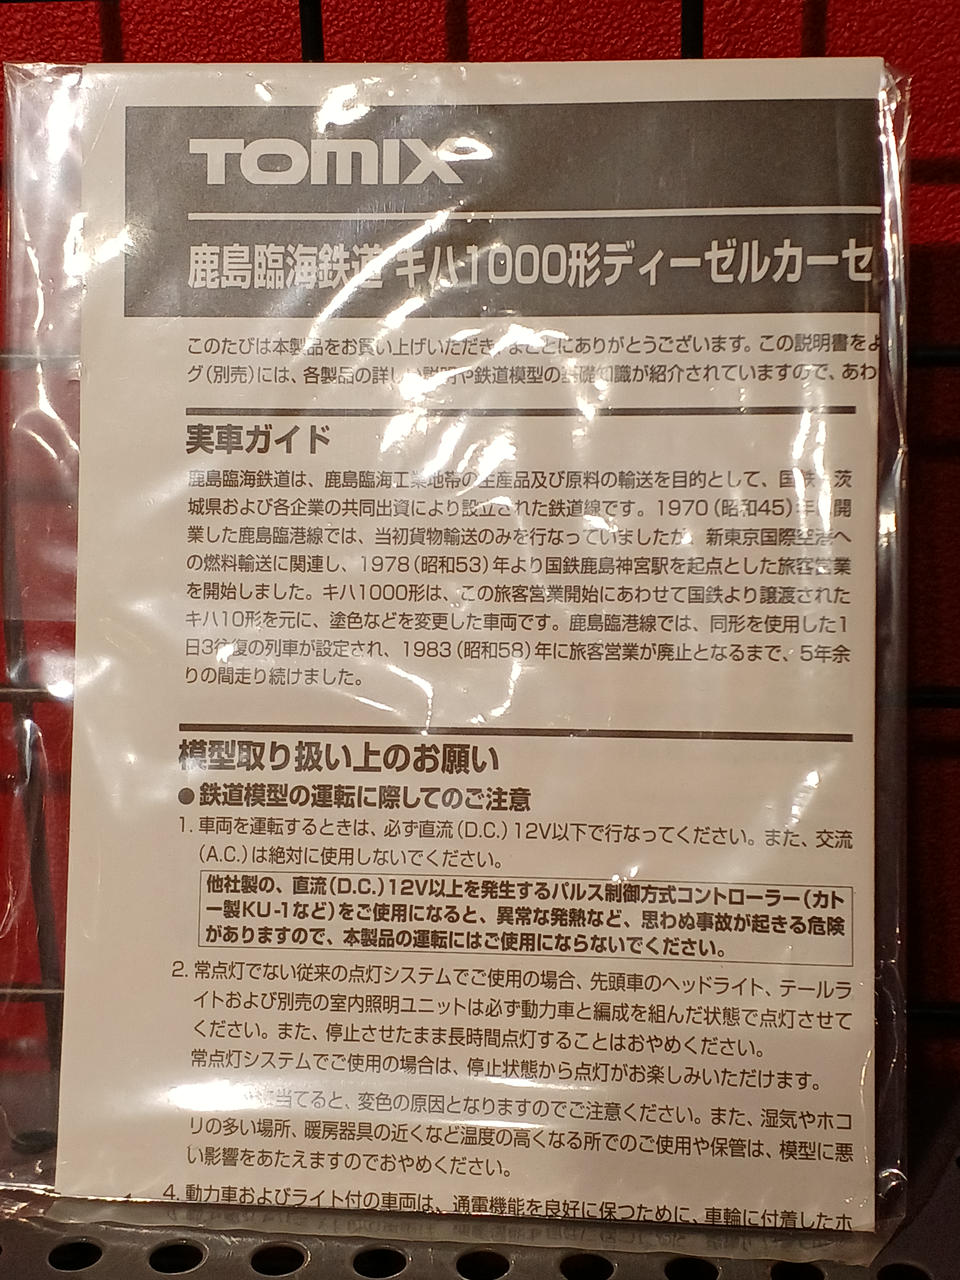 TOMIX
鹿島臨海鉄道 キハ1000形ディーゼルカーセ
このたびは本製品をお買い上げいただき、まことにありがとうございます。この説明書をよ
グ(別売)には、各製品の詳しい説明や鉄道模型の基礎知識が紹介されていますので、あわ
実車ガイド
鹿島臨海鉄道は、鹿島臨海工業地帯の生産品及び原料の輸送を目的として、国鉄、茨
城県および各企業の共同出資により設立された鉄道線です。1970(昭和45)年に開
業した鹿島臨港線では、当初貨物輸送のみを行なっていましたが、新東京国際空港へ
の燃料輸送に関連し、1978(昭和53)年より国鉄鹿島神宮駅を起点とした旅客営業
を開始しました。キハ1000形は、この旅客営業開始にあわせて国鉄より譲渡された
キハ10形を元に、塗色などを変更した車両です。鹿島臨港線では、同形を使用した1
日3往復の列車が設定され、1983(昭和58)年に旅客営業が廃止となるまで、5年余
りの間走り続けました。
模型取り扱い上のお願い
●鉄道模型の運転に際してのご注意
1. 車両を運転するときは、必ず直流(D.C.)12V以下で行なってください。また、交流
(A.C.)は絶対に使用しないでください。
他社製の、直流(D.C.)12V以上を発生するパルス制御方式コントローラー(カト
ー製KU-1など)をご使用になると、異常な発熱など、思わぬ事故が起きる危険
がありますので、本製品の運転にはご使用にならないでください。
2. 常点灯でない従来の点灯システムでご使用の場合、先頭車のヘッドライト、テールラ
イトおよび別売の室内照明ユニットは必ず動力車と編成を組んだ状態で点灯させて
ください。また、停止させたまま長時間点灯することはおやめください。
常点灯システムでご使用の場合は、停止状態から点灯がお楽しみいただけます。
に当てると、変色の原因となりますのでご注意ください。また、湿気やホコ
リの多い場所、暖房器具の近くなど温度の高くなる所でのご使用や保管は、模型に悪
い影響をあたえますのでおやめください。
4. 動力車およびライト付の車両は、通電機能を良好に保つために、車輪に付着したホ